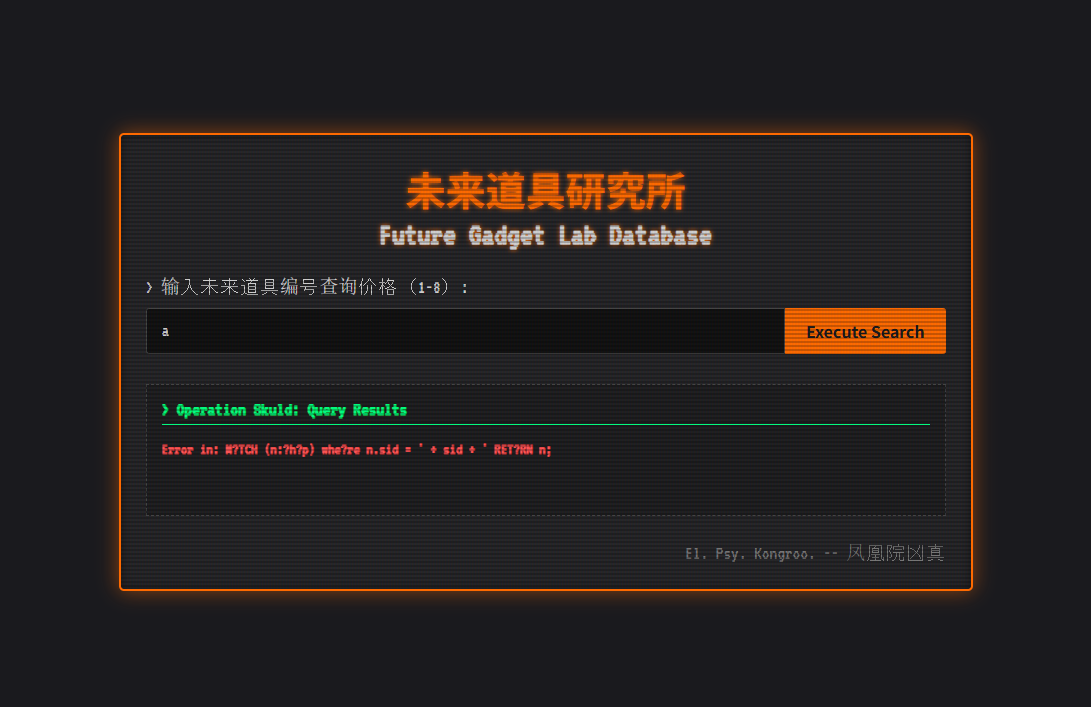 未来道具研究所
Future Gadget Lab Database
❯ 输入未来道具编号查询价格（1-8）:
a
Execute Search
❯ Operation Skuld: Query Results
Error in: M?TCH (n:?h?p) whe?re n.sid = ' + sid + ' RET?RN n;
El. Psy. Kongroo. -- 凤凰院凶真